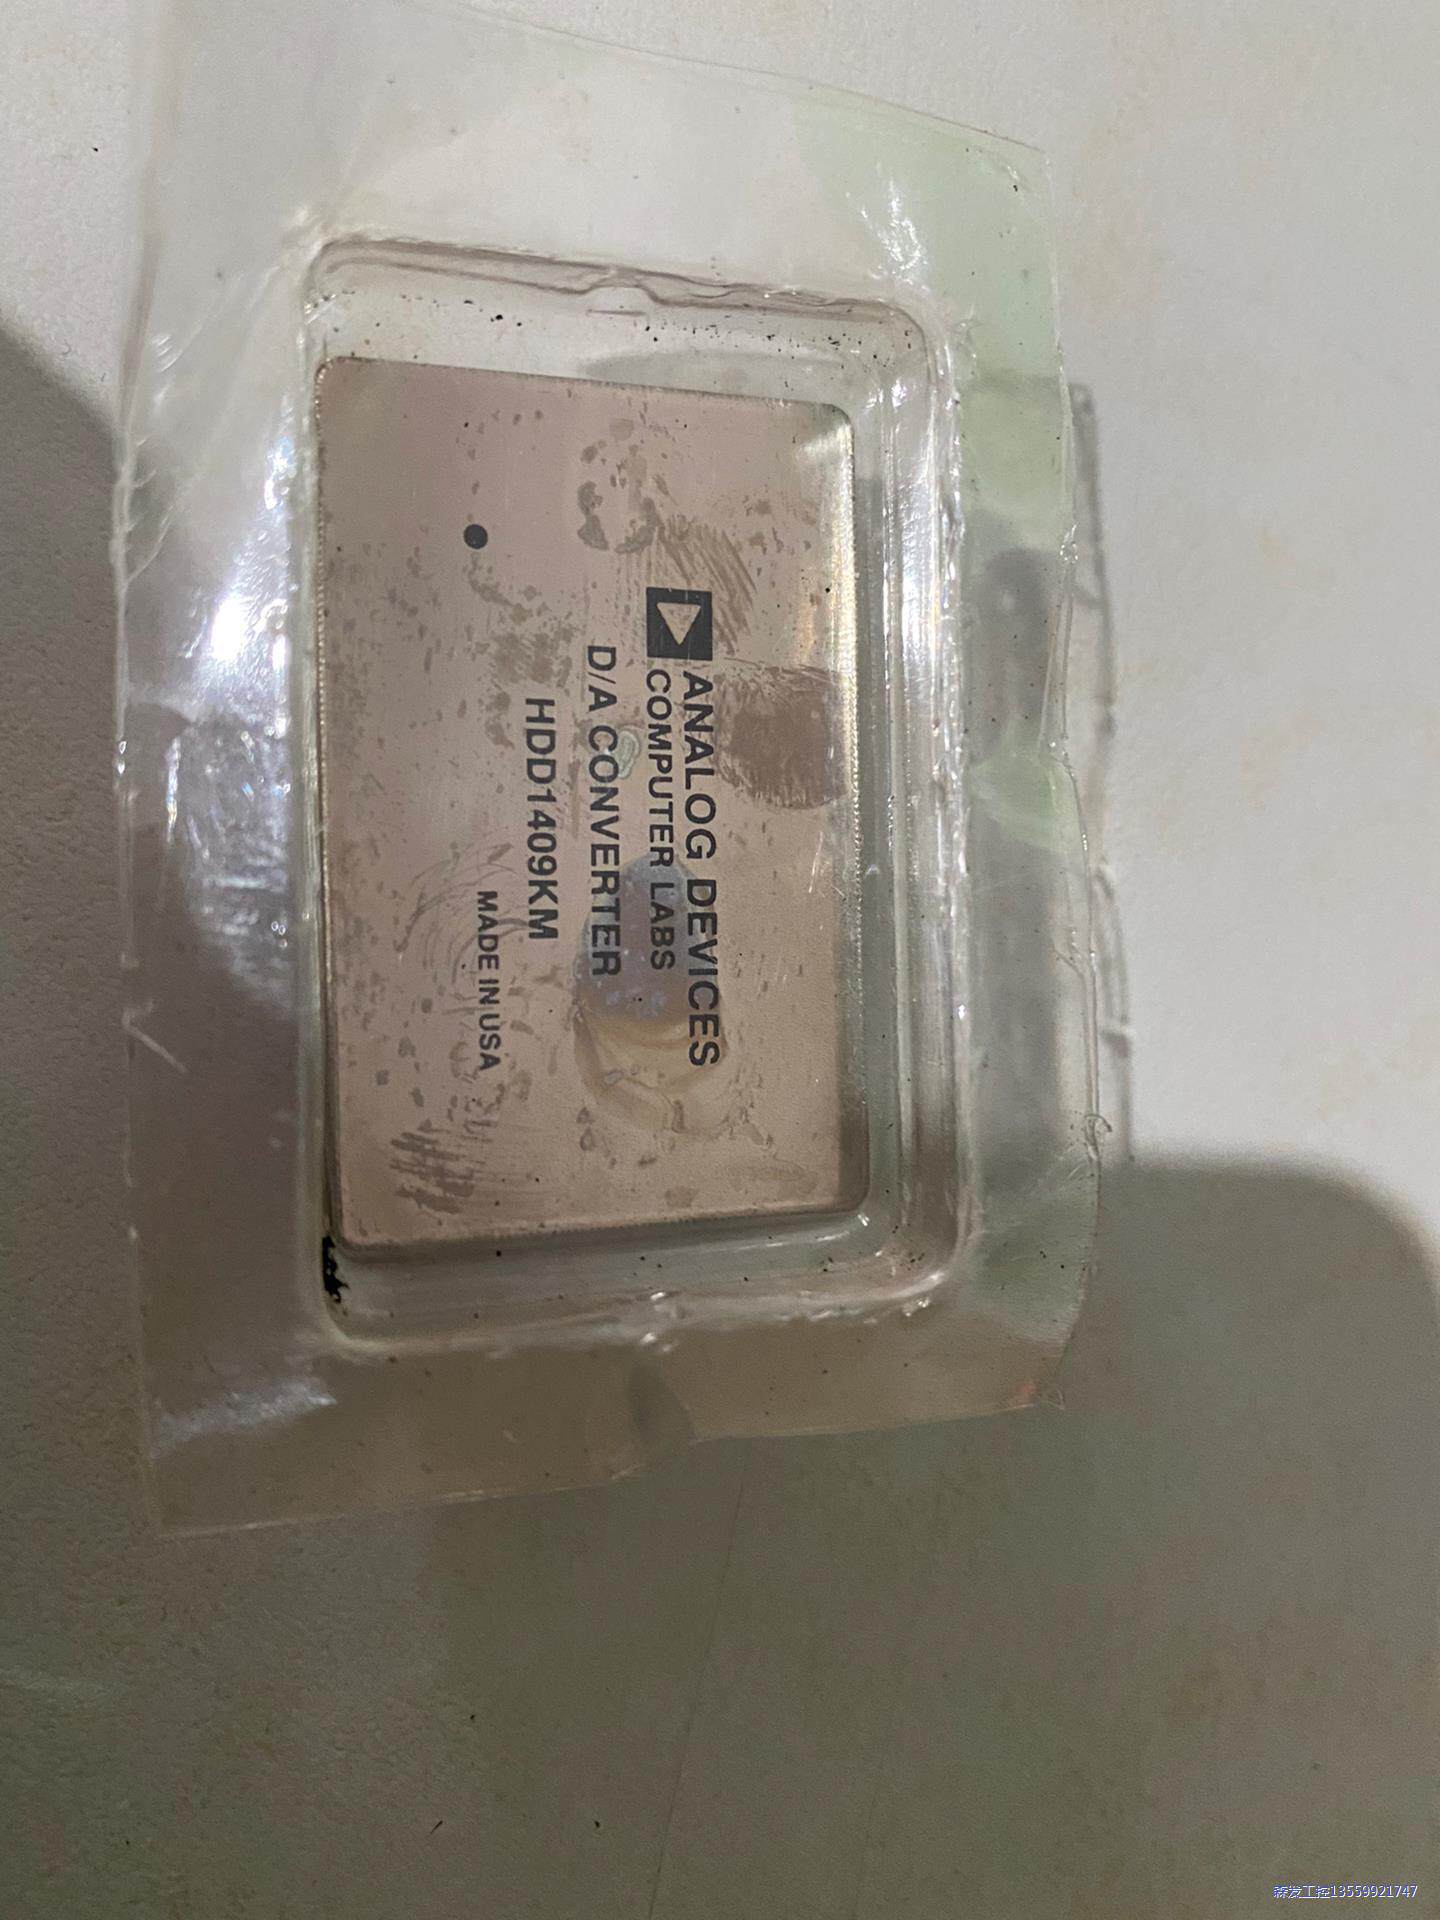 ANALOG DEVICES
COMPUTER LABS
D/A CONVERTER
HDD1409KM
MADE IN USA
森发工控13559921747